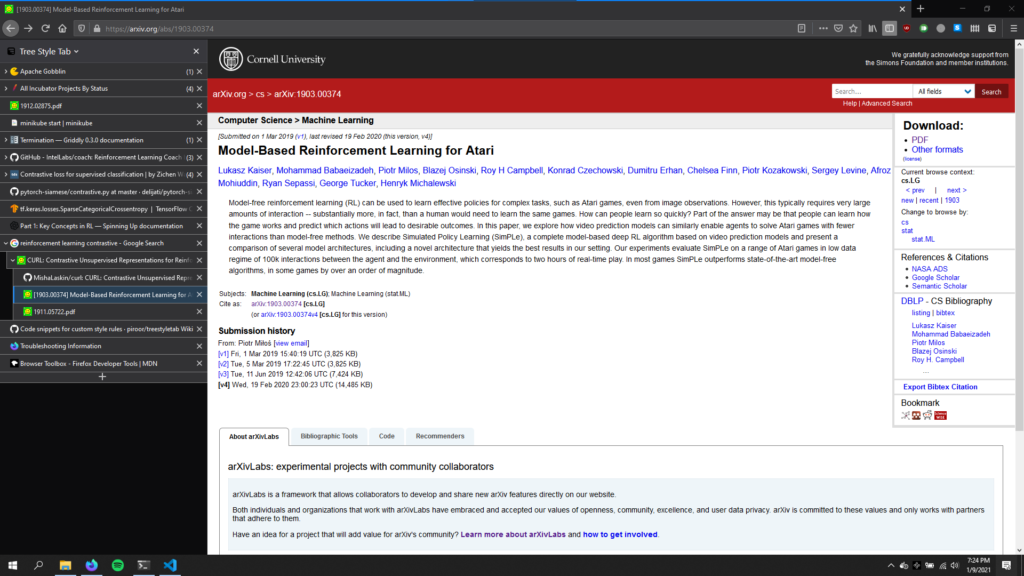 [1903.00374] Model-Based Reinforcement Learning for Atari
https://arxiv.org/abs/1903.00374
Tree Style Tab
Apache Gobblin (1)
All Incubator Projects By Status (4)
1912.02875.pdf
minikube start | minikube
Termination — Griddly 0.3.0 documentation (1)
GitHub - IntelLabs/coach: Reinforcement Learning Coach (3)
Contrastive loss for supervised classification | by Zichen W (4)
pytorch-siamese/contrastive.py at master · delijati/pytorch-s
tf.keras.losses.SparseCategoricalCrossentropy | TensorFlow C
Part 1: Key Concepts in RL — Spinning Up documentation
reinforcement learning contrastive - Google Search
CURL: Contrastive Unsupervised Representations for Reinf
MishaLaskin/curl: CURL: Contrastive Unsupervised Repr
[1903.00374] Model-Based Reinforcement Learning for A
1911.05722.pdf
Code snippets for custom style rules · piroor/treestyletab Wiki
Troubleshooting Information
Browser Toolbox - Firefox Developer Tools | MDN
Cornell University
We gratefully acknowledge support from
the Simons Foundation and member institutions.
arXiv.org > cs > arXiv:1903.00374
Search...
All fields
Search
Help | Advanced Search
Computer Science > Machine Learning
[Submitted on 1 Mar 2019 (v1), last revised 19 Feb 2020 (this version, v4)]
Model-Based Reinforcement Learning for Atari
Lukasz Kaiser, Mohammad Babaeizadeh, Piotr Milos, Blazej Osinski, Roy H Campbell, Konrad Czechowski, Dumitru Erhan, Chelsea Finn, Piotr Kozakowski, Sergey Levine, Afroz
Mohiuddin, Ryan Sepassi, George Tucker, Henryk Michalewski
Model-free reinforcement learning (RL) can be used to learn effective policies for complex tasks, such as Atari games, even from image observations. However, this typically requires very large
amounts of interaction -- substantially more, in fact, than a human would need to learn the same games. How can people learn so quickly? Part of the answer may be that people can learn how
the game works and predict which actions will lead to desirable outcomes. In this paper, we explore how video prediction models can similarly enable agents to solve Atari games with fewer
interactions than model-free methods. We describe Simulated Policy Learning (SimPLe), a complete model-based deep RL algorithm based on video prediction models and present a
comparison of several model architectures, including a novel architecture that yields the best results in our setting. Our experiments evaluate SimPLe on a range of Atari games in low data
regime of 100k interactions between the agent and the environment, which corresponds to two hours of real-time play. In most games SimPLe outperforms state-of-the-art model-free
algorithms, in some games by over an order of magnitude.
Subjects: Machine Learning (cs.LG); Machine Learning (stat.ML)
Cite as: arXiv:1903.00374 [cs.LG]
(or arXiv:1903.00374v4 [cs.LG] for this version)
Submission history
From: Piotr Miłoś [view email]
[v1] Fri, 1 Mar 2019 15:40:19 UTC (3,825 KB)
[v2] Tue, 5 Mar 2019 17:22:45 UTC (3,825 KB)
[v3] Tue, 11 Jun 2019 12:42:06 UTC (7,424 KB)
[v4] Wed, 19 Feb 2020 23:00:23 UTC (14,485 KB)
Download:
PDF
Other formats
(license)
Current browse context:
cs.LG
< prev | next >
new | recent | 1903
Change to browse by:
cs
stat
stat.ML
References & Citations
NASA ADS
Google Scholar
Semantic Scholar
DBLP - CS Bibliography
listing | bibtex
Lukasz Kaiser
Mohammad Babaeizadeh
Piotr Milos
Blazej Osinski
Roy H. Campbell
...
Export Bibtex Citation
Bookmark
About arXivLabs
Bibliographic Tools
Code
Recommenders
arXivLabs: experimental projects with community collaborators
arXivLabs is a framework that allows collaborators to develop and share new arXiv features directly on our website.
Both individuals and organizations that work with arXivLabs have embraced and accepted our values of openness, community, excellence, and user data privacy. arXiv is committed to these values and only works with partners
that adhere to them.
Have an idea for a project that will add value for arXiv's community? Learn more about arXivLabs and how to get involved.
7:24 PM
1/9/2021